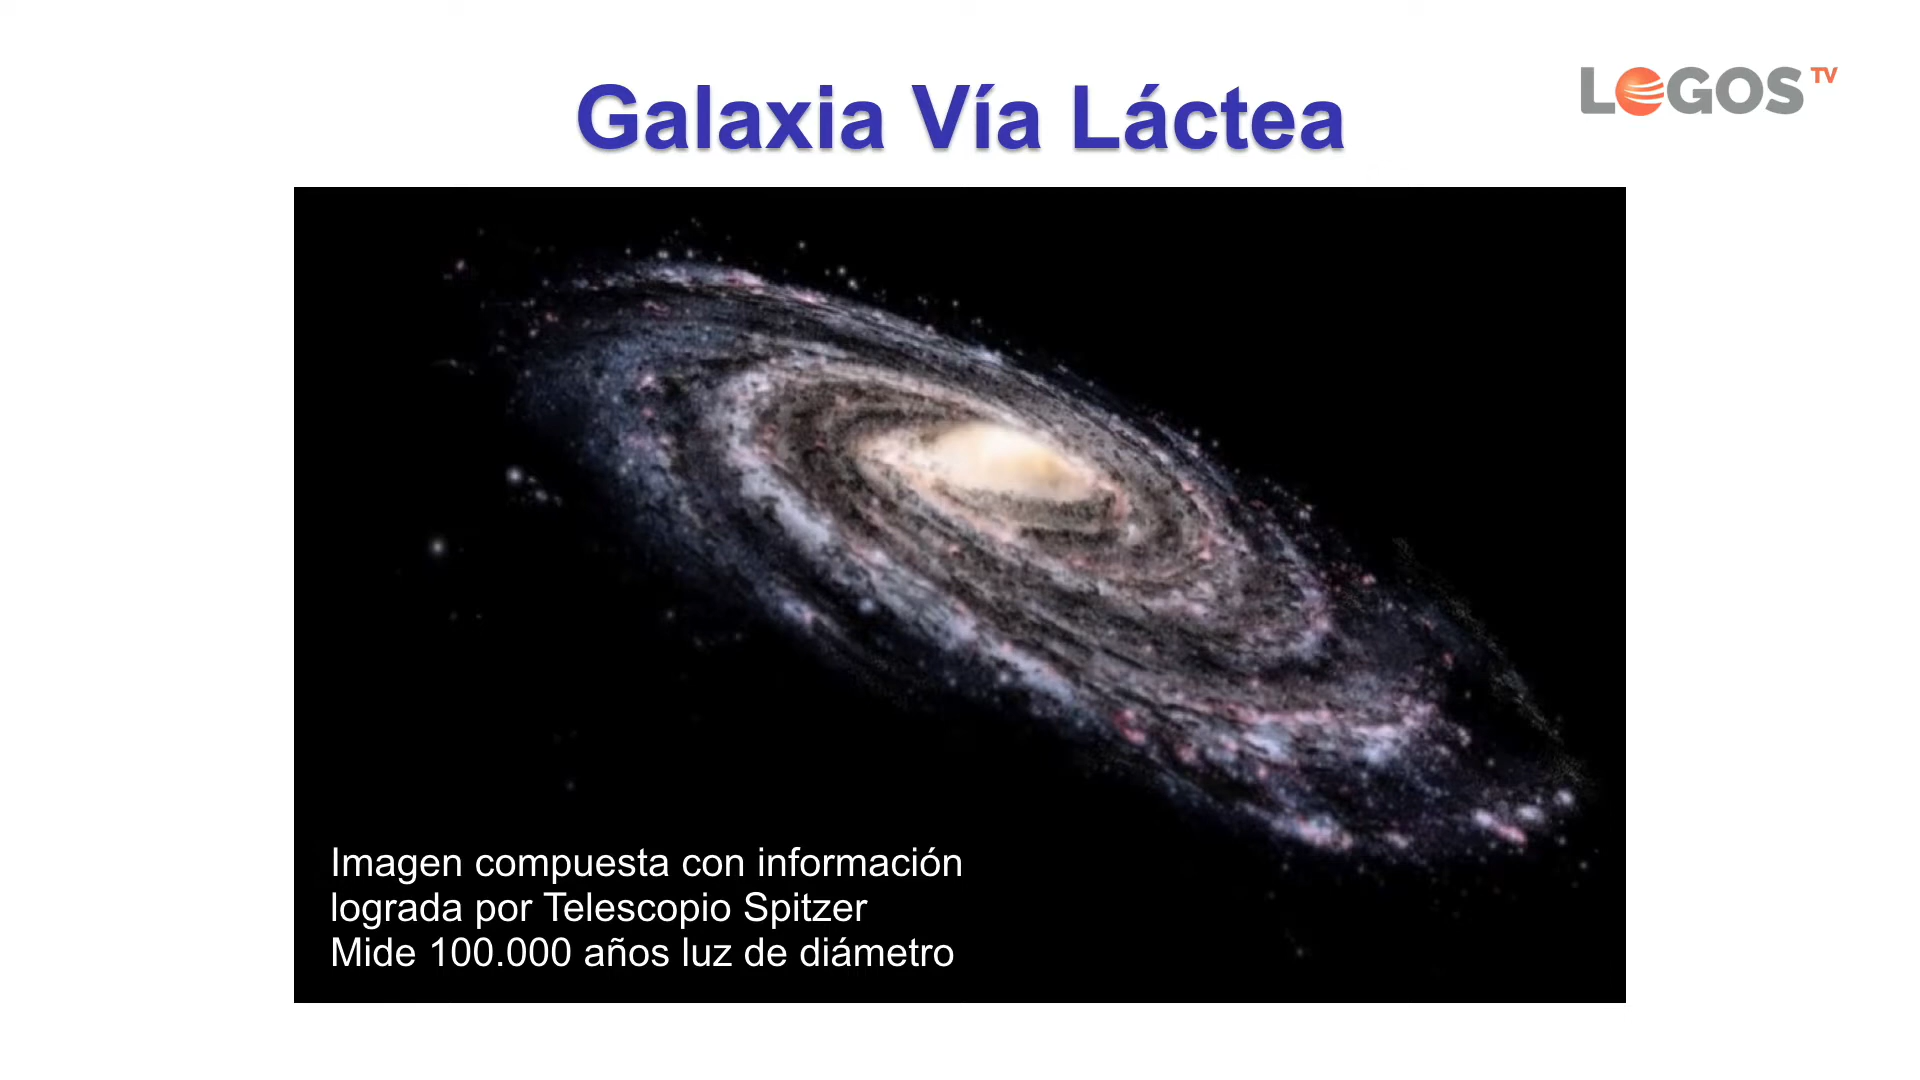 Galaxia Vía Láctea
LOGOS TV
Imagen compuesta con información
lograda por Telescopio Spitzer
Mide 100.000 años luz de diámetro